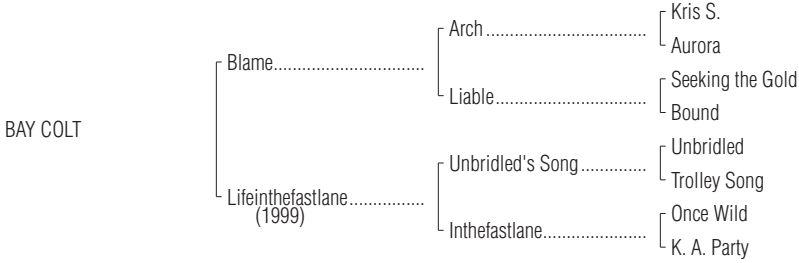 Kris S.
Arch................................
Aurora
Blame..............................
Seeking the Gold
Liable..............................
Bound
BAY COLT
Unbridled
Unbridled's Song.............
Trolley Song
Lifeinthefastlane...............
(1999)
Once Wild
Inthefastlane....................
K. A. Party